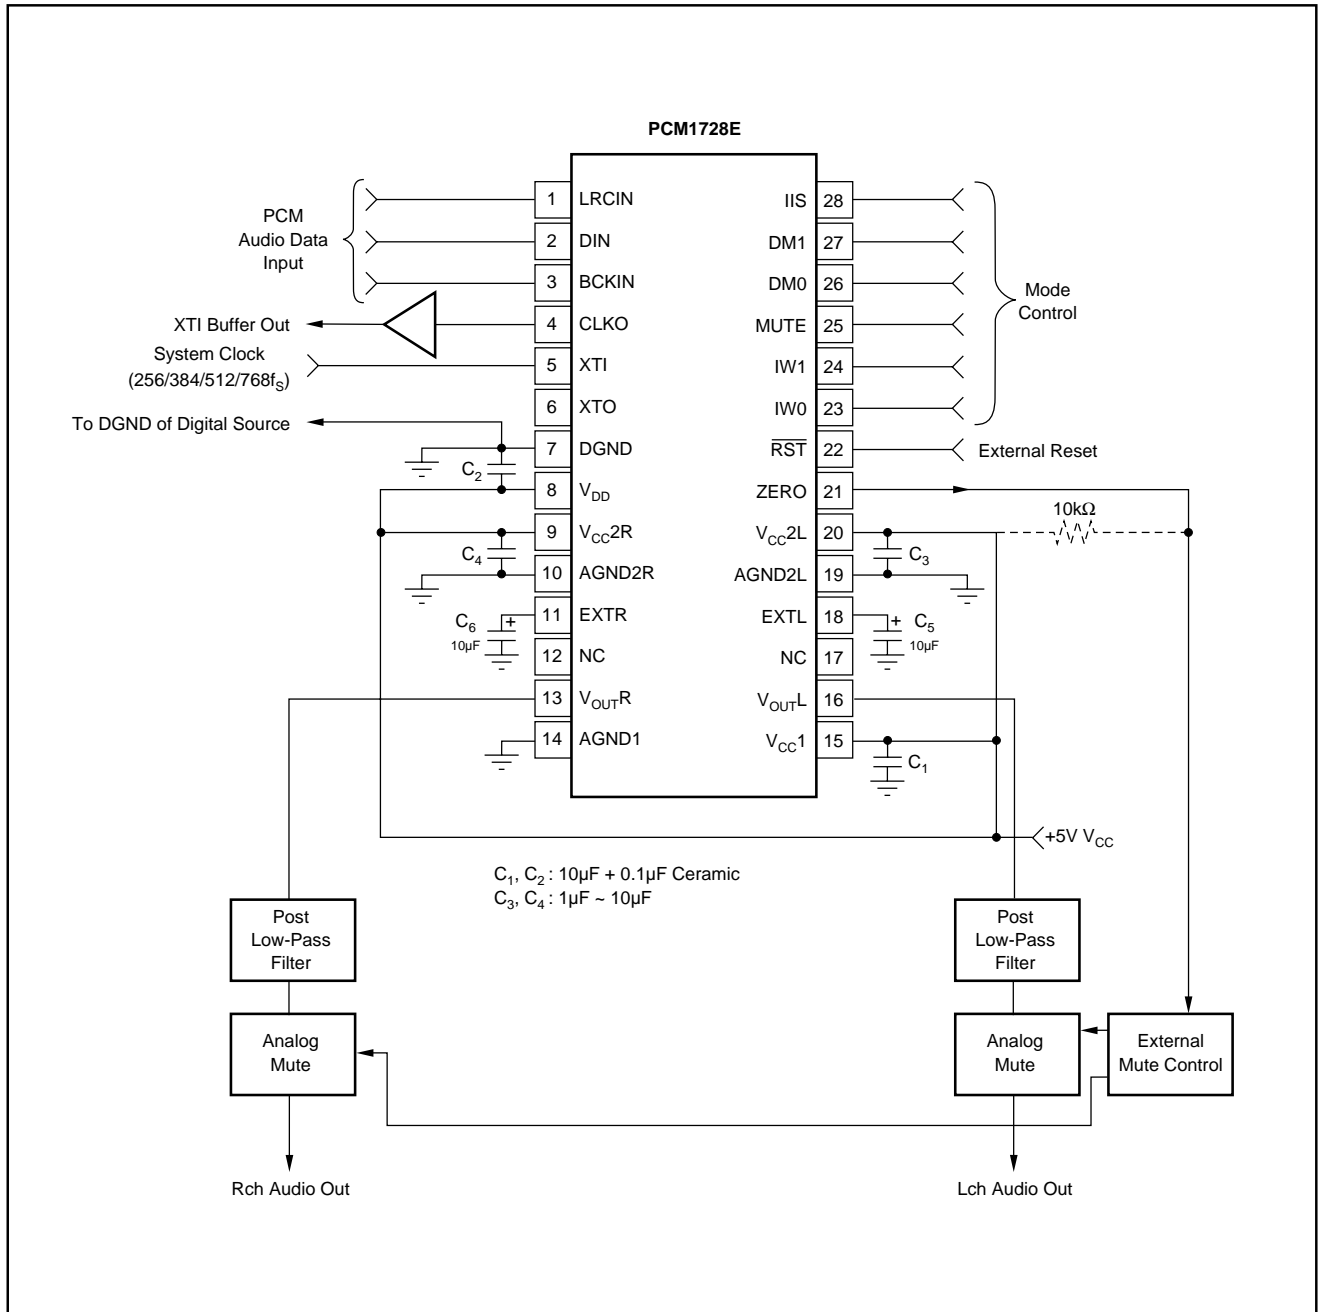 PCM1728E
PCM
Audio Data
Input
XTI Buffer Out
System Clock
(256/384/512/768fS)
To DGND of Digital Source
1 LRCIN
2 DIN
3 BCKIN
4 CLKO
5 XTI
6 XTO
7 DGND
8 VDD
9 VCC2R
10 AGND2R
11 EXTR
12 NC
13 VOUTR
14 AGND1
C2
C4
C6
10µF
+
IIS 28
DM1 27
DM0 26
MUTE 25
IW1 24
IW0 23
RST 22
ZERO 21
VCC2L 20
AGND2L 19
EXTL 18
NC 17
VOUTL 16
VCC1 15
Mode
Control
External Reset
10kΩ
C3
+
C5
10µF
C1
+5V VCC
C1, C2 : 10µF + 0.1µF Ceramic
C3, C4 : 1µF ~ 10µF
Post
Low-Pass
Filter
Analog
Mute
Rch Audio Out
Post
Low-Pass
Filter
Analog
Mute
External
Mute Control
Lch Audio Out